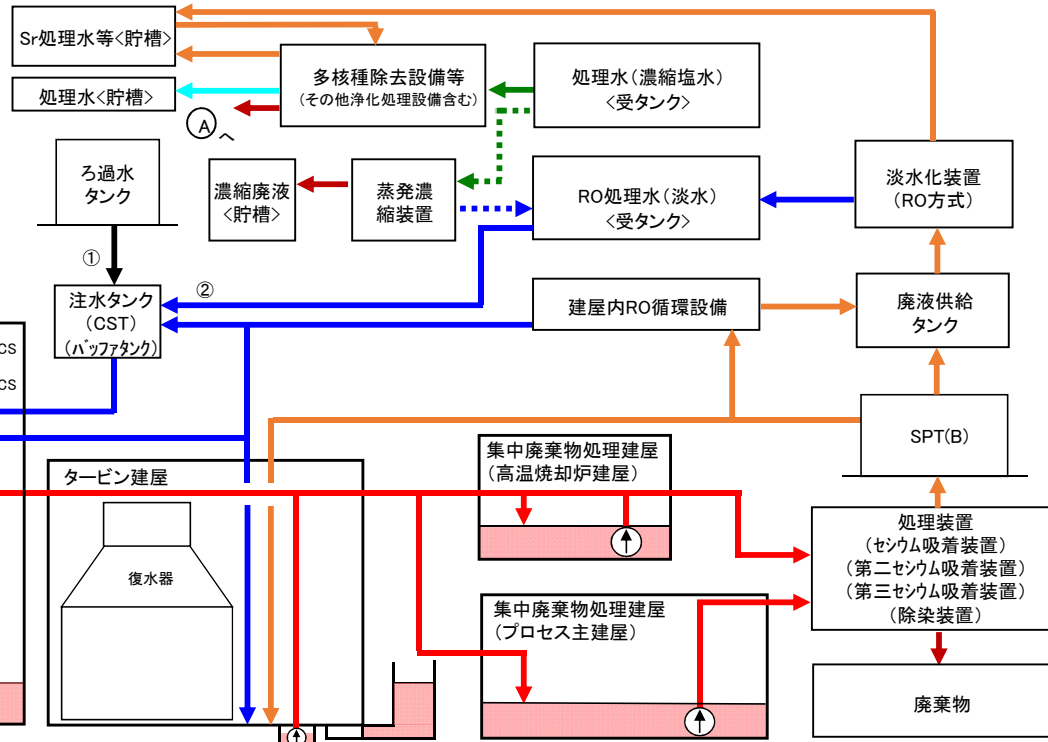 Sr処理水等<貯槽>
処理水<貯槽>
多核種除去設備等
(その他浄化処理設備含む)
Ⓐへ
処理水(濃縮塩水)
<受タンク>
ろ過水
タンク
濃縮廃液
<貯槽>
蒸発濃
縮装置
RO処理水(淡水)
<受タンク>
淡水化装置
(RO方式)
①
②
注水タンク
(CST)
(バッファタンク)
建屋内RO循環設備
廃液供給
タンク
CS
CS
SPT(B)
タービン建屋
復水器
集中廃棄物処理建屋
(高温焼却炉建屋)
集中廃棄物処理建屋
(プロセス主建屋)
処理装置
(セシウム吸着装置)
(第二セシウム吸着装置)
(第三セシウム吸着装置)
(除染装置)
廃棄物